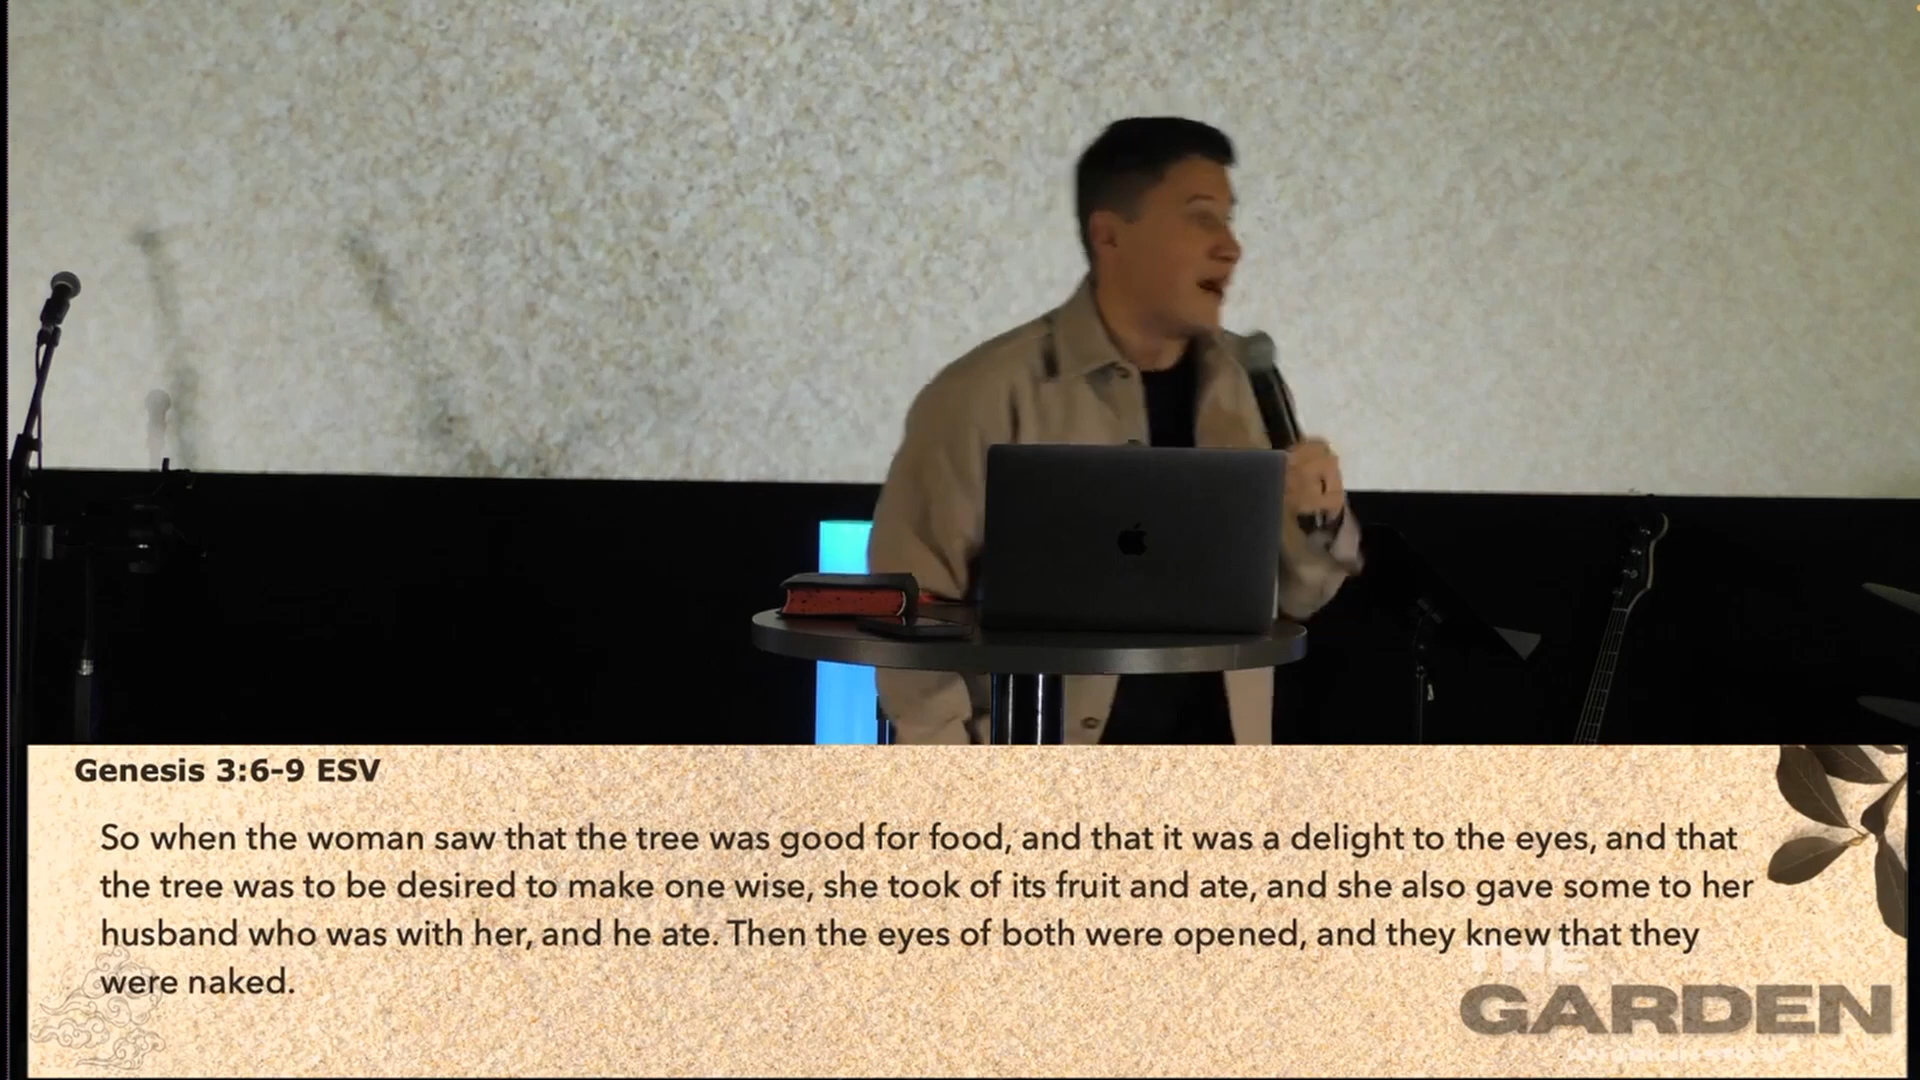 Genesis 3:6-9 ESV
So when the woman saw that the tree was good for food, and that it was a delight to the eyes, and that
the tree was to be desired to make one wise, she took of its fruit and ate, and she also gave some to her
husband who was with her, and he ate. Then the eyes of both were opened, and they knew that they
were naked.
THE
GARDEN